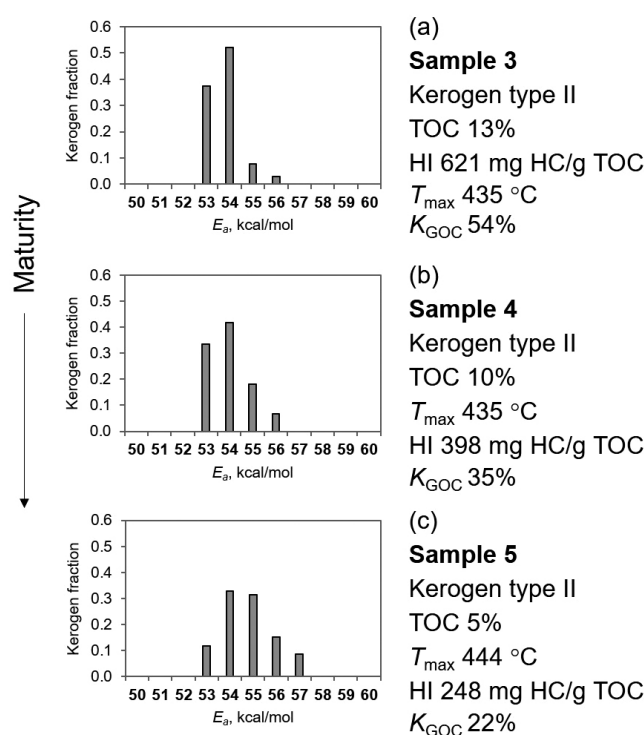 Maturity
0.6
0.5
0.4
0.3
0.2
0.1
0.0
Kerogen fraction
50 51 52 53 54 55 56 57 58 59 60
Ea, kcal/mol
(a)
Sample 3
Kerogen type II
TOC 13%
HI 621 mg HC/g TOC
Tmax 435 °C
KGOC 54%
0.6
0.5
0.4
0.3
0.2
0.1
0.0
Kerogen fraction
50 51 52 53 54 55 56 57 58 59 60
Ea, kcal/mol
(b)
Sample 4
Kerogen type II
TOC 10%
Tmax 435 °C
HI 398 mg HC/g TOC
KGOC 35%
0.6
0.5
0.4
0.3
0.2
0.1
0.0
Kerogen fraction
50 51 52 53 54 55 56 57 58 59 60
Ea, kcal/mol
(c)
Sample 5
Kerogen type II
TOC 5%
Tmax 444 °C
HI 248 mg HC/g TOC
KGOC 22%